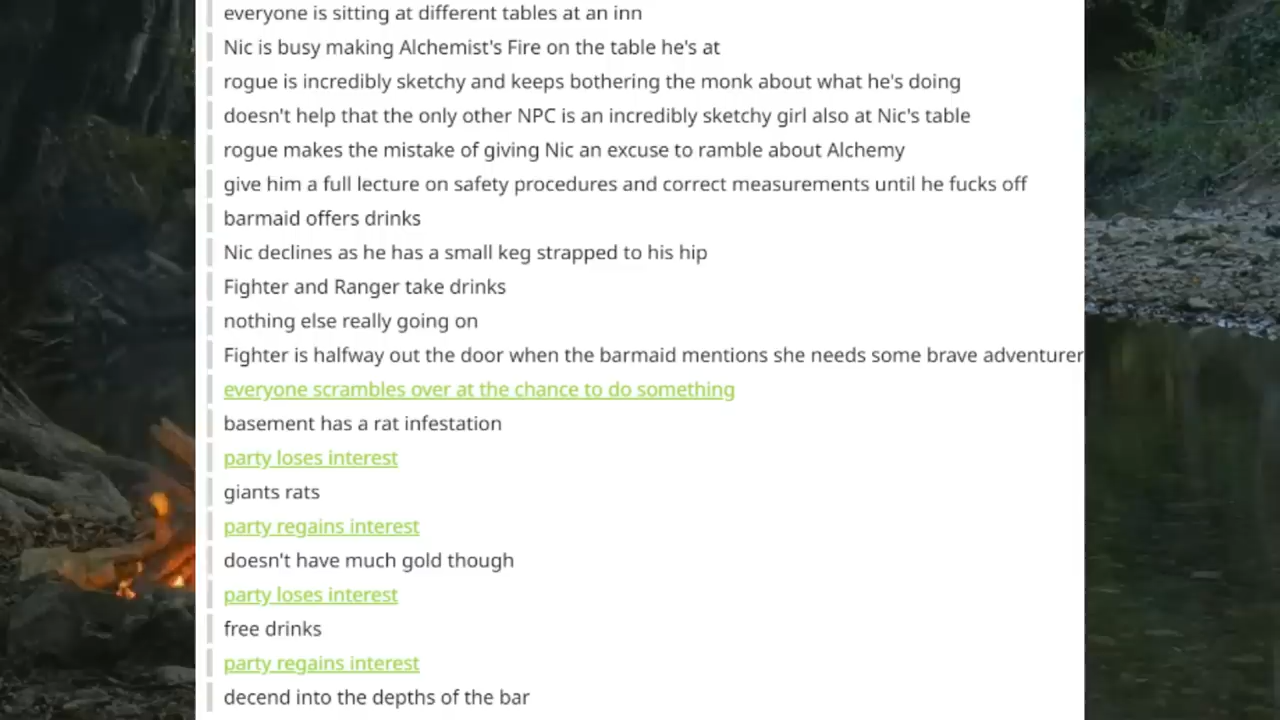 everyone is sitting at different tables at an inn
Nic is busy making Alchemist's Fire on the table he's at
rogue is incredibly sketchy and keeps bothering the monk about what he's doing
doesn't help that the only other NPC is an incredibly sketchy girl also at Nic's table
rogue makes the mistake of giving Nic an excuse to ramble about Alchemy
give him a full lecture on safety procedures and correct measurements until he fucks off
barmaid offers drinks
Nic declines as he has a small keg strapped to his hip
Fighter and Ranger take drinks
nothing else really going on
Fighter is halfway out the door when the barmaid mentions she needs some brave adventurer
everyone scrambles over at the chance to do something
basement has a rat infestation
party loses interest
giants rats
party regains interest
doesn't have much gold though
party loses interest
free drinks
party regains interest
decend into the depths of the bar